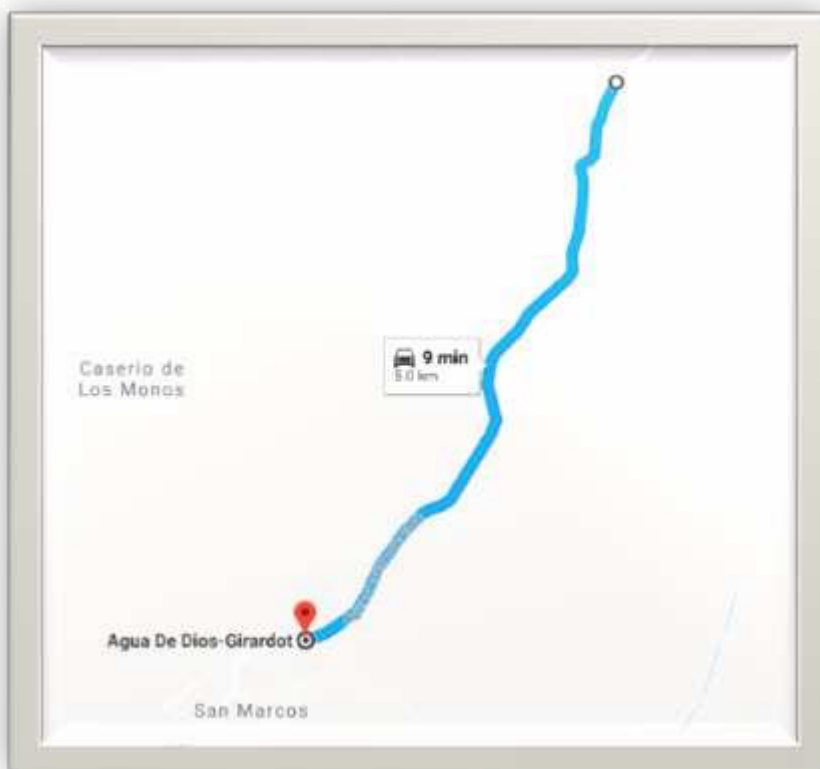 9 min
5.0 km
Caserio de
Los Monos
Agua De Dios-Girardot
San Marcos